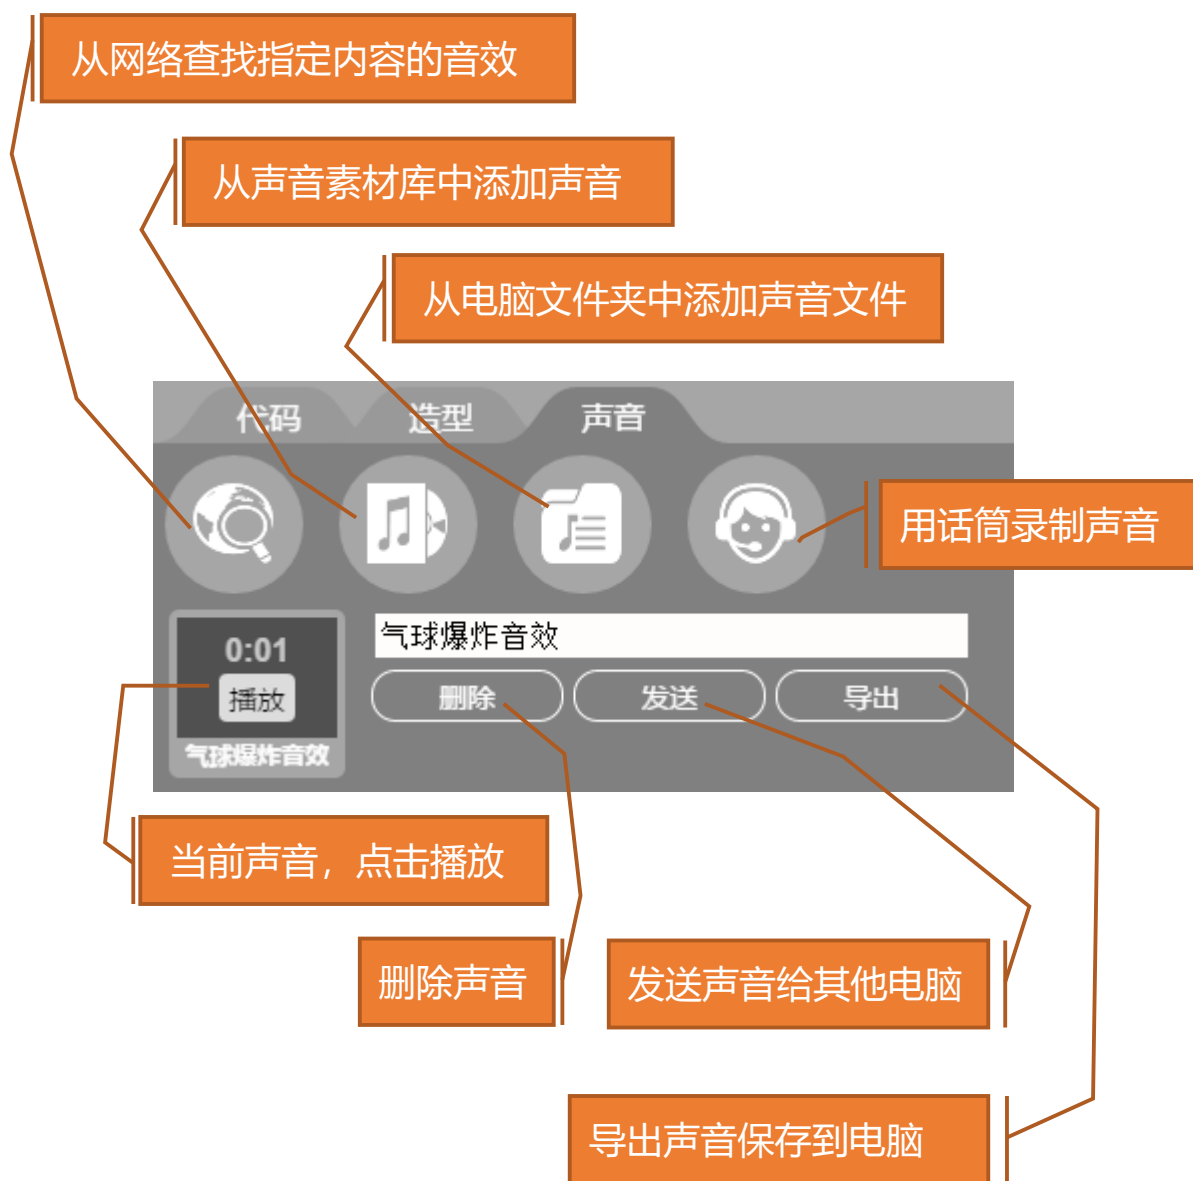 从网络查找指定内容的音效
从声音素材库中添加声音
从电脑文件夹中添加声音文件
代码 造型 声音
用话筒录制声音
0:01
播放
气球爆炸音效
气球爆炸音效
删除 发送 导出
当前声音，点击播放
删除声音
发送声音给其他电脑
导出声音保存到电脑